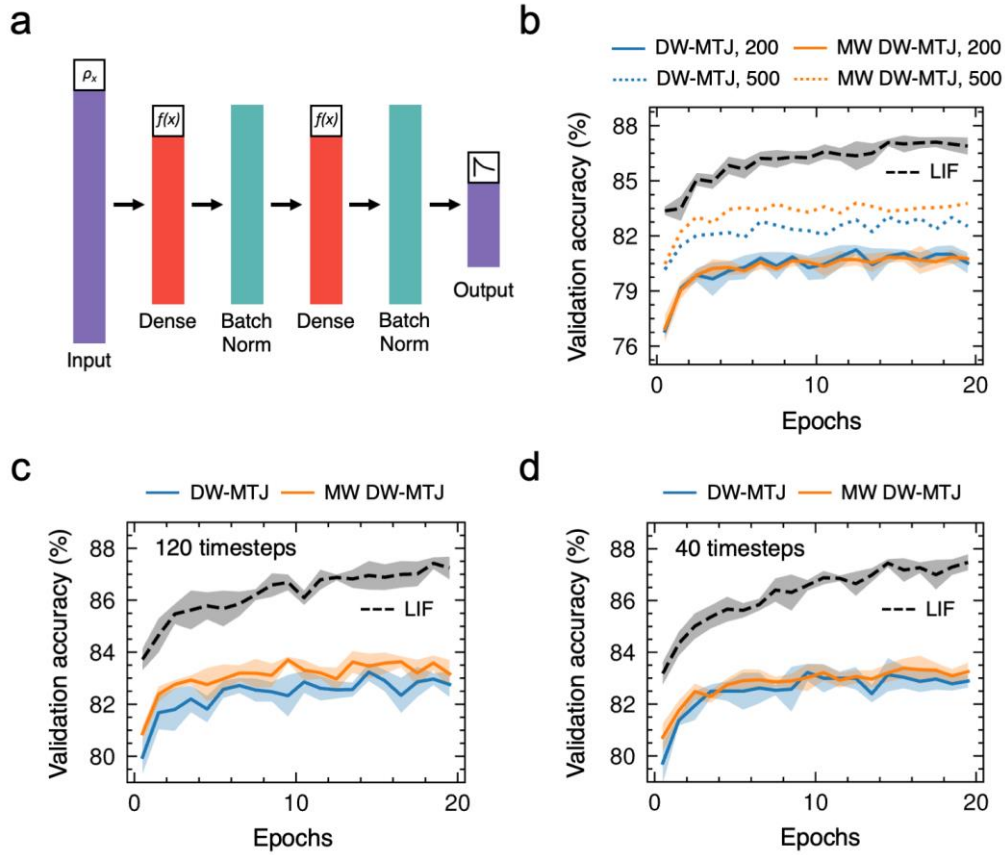 a
ρx
f(x)
f(x)
Input
Dense
Batch
Norm
Dense
Batch
Norm
Output
b
DW-MTJ, 200
MW DW-MTJ, 200
DW-MTJ, 500
MW DW-MTJ, 500
Validation accuracy (%)
88
85
82
79
76
LIF
0
10
20
Epochs
c
DW-MTJ
MW DW-MTJ
Validation accuracy (%)
120 timesteps
88
86
84
82
80
LIF
0
10
20
Epochs
d
DW-MTJ
MW DW-MTJ
Validation accuracy (%)
40 timesteps
88
86
84
82
80
LIF
0
10
20
Epochs